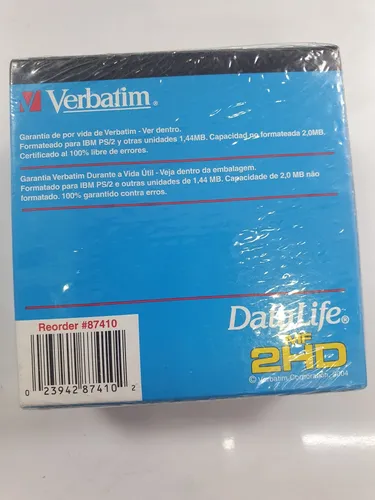 Verbatim®
Garantia de por vida de Verbatim - Ver dentro.
Formateado para IBM PS/2 y otras unidades 1,44MB. Capacidad no formateada 2,0MB.
Certificado al 100% libre de errores.
Garantia Verbatim Durante a Vida Útil - Veja dentro da embalagem.
Formatado para IBM PS/2 e outras unidades de 1,44 MB. Capacidade de 2,0 MB não
formatado. 100% garantido contra erros.
Reorder #87410
DataLife®
MF
2HD
© Verbatim Corporation, 2004
0 23942 87410 2